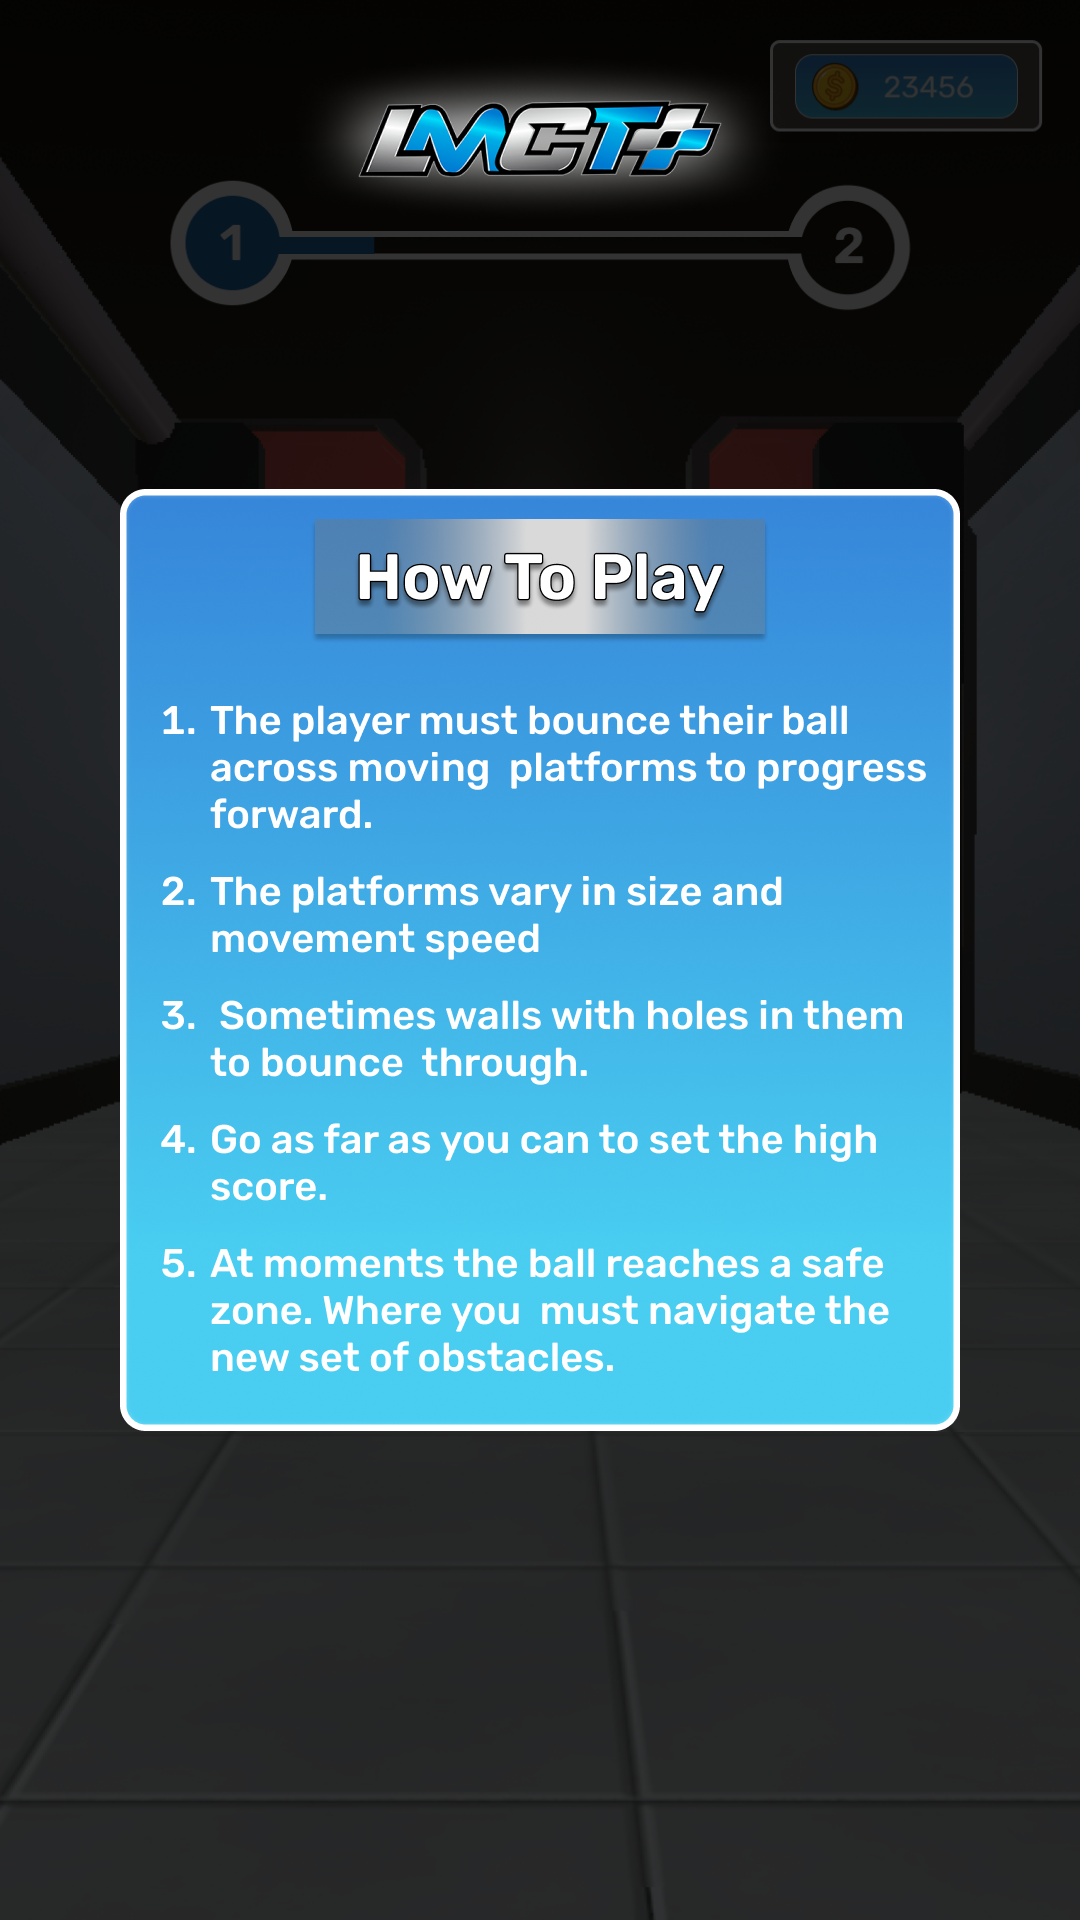 23456
LMCT+
1
2
How To Play
1. The player must bounce their ball
across moving  platforms to progress
forward.
2. The platforms vary in size and
movement speed
3.  Sometimes walls with holes in them
to bounce  through.
4. Go as far as you can to set the high
score.
5. At moments the ball reaches a safe
zone. Where you  must navigate the
new set of obstacles.